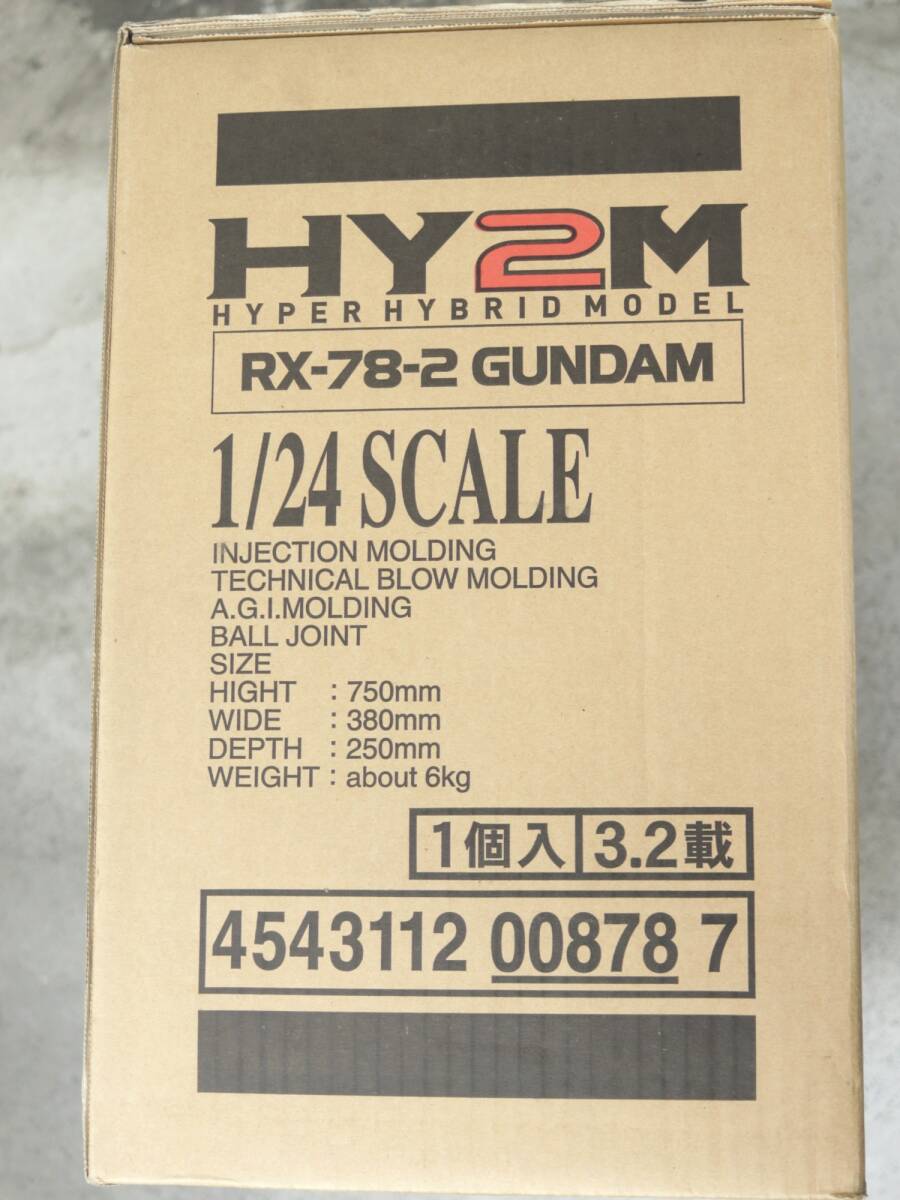 HY2M
HYPER HYBRID MODEL
RX-78-2 GUNDAM
1/24 SCALE
INJECTION MOLDING
TECHNICAL BLOW MOLDING
A.G.I.MOLDING
BALL JOINT
SIZE
HIGHT : 750mm
WIDE : 380mm
DEPTH : 250mm
WEIGHT : about 6kg
1個入 3.2載
4543112 00878 7